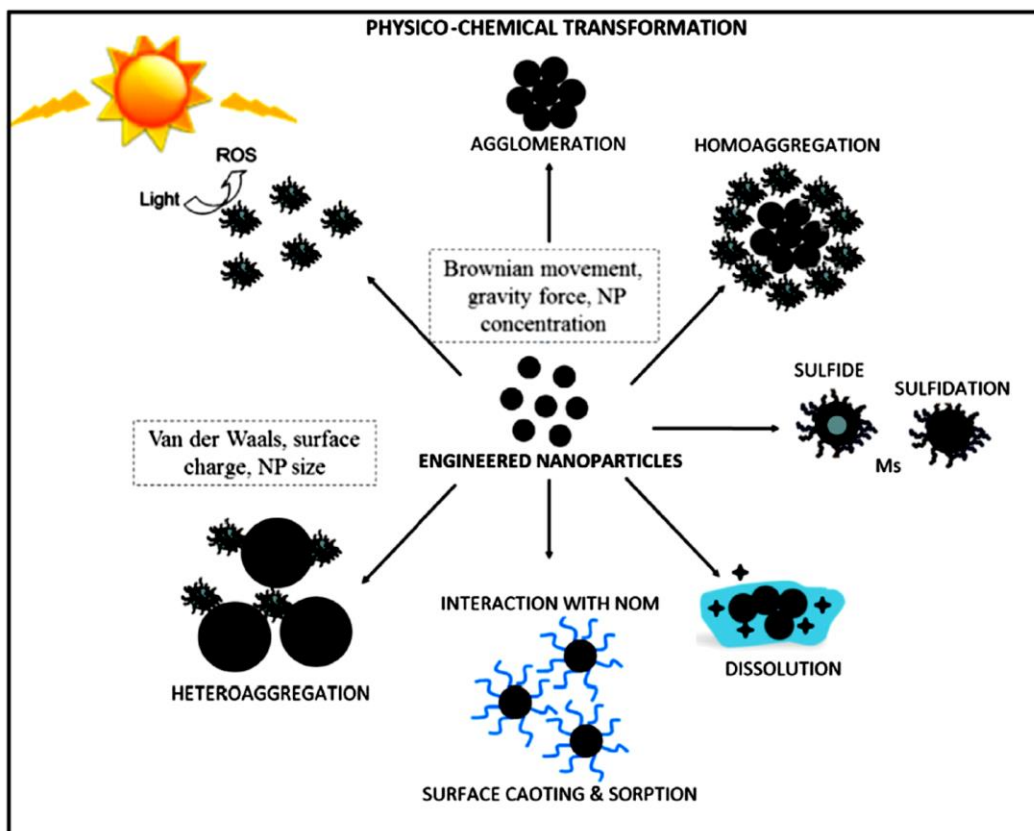 PHYSICO-CHEMICAL TRANSFORMATION
AGGLOMERATION
HOMOAGGREGATION
ROS
Light
Brownian movement,
gravity force, NP
concentration
SULFIDE
SULFIDATION
Ms
Van der Waals, surface
charge, NP size
ENGINEERED NANOPARTICLES
INTERACTION WITH NOM
DISSOLUTION
HETEROAGGREGATION
SURFACE CAOTING & SORPTION